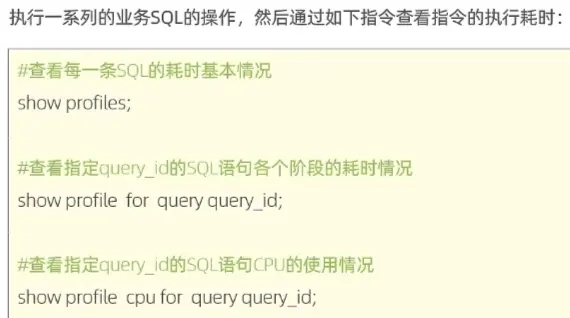 执行一系列的业务SQL的操作，然后通过如下指令查看指令的执行耗时：
#查看每一条SQL的耗时基本情况
show profiles;
#查看指定query_id的SQL语句各个阶段的耗时情况
show profile for query query_id;
#查看指定query_id的SQL语句CPU的使用情况
show profile cpu for query query_id;